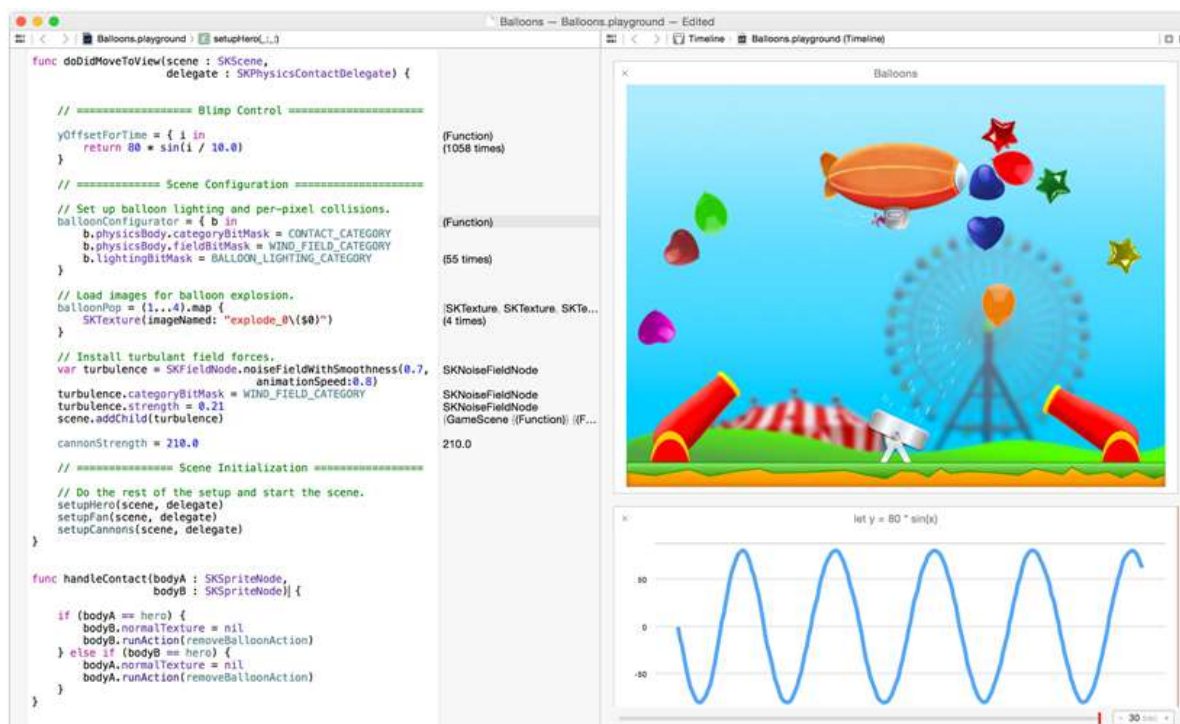 Balloons — Balloons.playground — Edited
Balloons.playground › setupHero(_:_:)
func doDidMoveToView(scene : SKScene,
delegate : SKPhysicsContactDelegate) {
// ================== Blimp Control =====================
yOffsetForTime = { i in
return 80 * sin(i / 10.0)
}
// ============= Scene Configuration ====================
// Set up balloon lighting and per-pixel collisions.
balloonConfigurator = { b in
b.physicsBody.categoryBitMask = CONTACT_CATEGORY
b.physicsBody.fieldBitMask = WIND_FIELD_CATEGORY
b.lightingBitMask = BALLOON_LIGHTING_CATEGORY
}
// Load images for balloon explosion.
balloonPop = (1...4).map {
SKTexture(imageNamed: "explode_0\($0)")
}
// Install turbulant field forces.
var turbulence = SKFieldNode.noiseFieldWithSmoothness(0.7,
animationSpeed:0.8)
turbulence.categoryBitMask = WIND_FIELD_CATEGORY
turbulence.strength = 0.21
scene.addChild(turbulence)
cannonStrength = 210.0
// =============== Scene Initialization =================
// Do the rest of the setup and start the scene.
setupHero(scene, delegate)
setupFan(scene, delegate)
setupCannons(scene, delegate)
}
func handleContact(bodyA : SKSpriteNode,
bodyB : SKSpriteNode) {
if (bodyA == hero) {
bodyB.normalTexture = nil
bodyB.runAction(removeBalloonAction)
} else if (bodyB == hero) {
bodyA.normalTexture = nil
bodyA.runAction(removeBalloonAction)
}
}
(Function)
(1058 times)
(Function)
(55 times)
[SKTexture, SKTexture, SKTe...
(4 times)
SKNoiseFieldNode
SKNoiseFieldNode
SKNoiseFieldNode
{GameScene {(Function)} {(F...
210.0
Timeline › Balloons.playground (Timeline)
Balloons
let y = 80 * sin(x)
50
0
-50
- 30 sec +